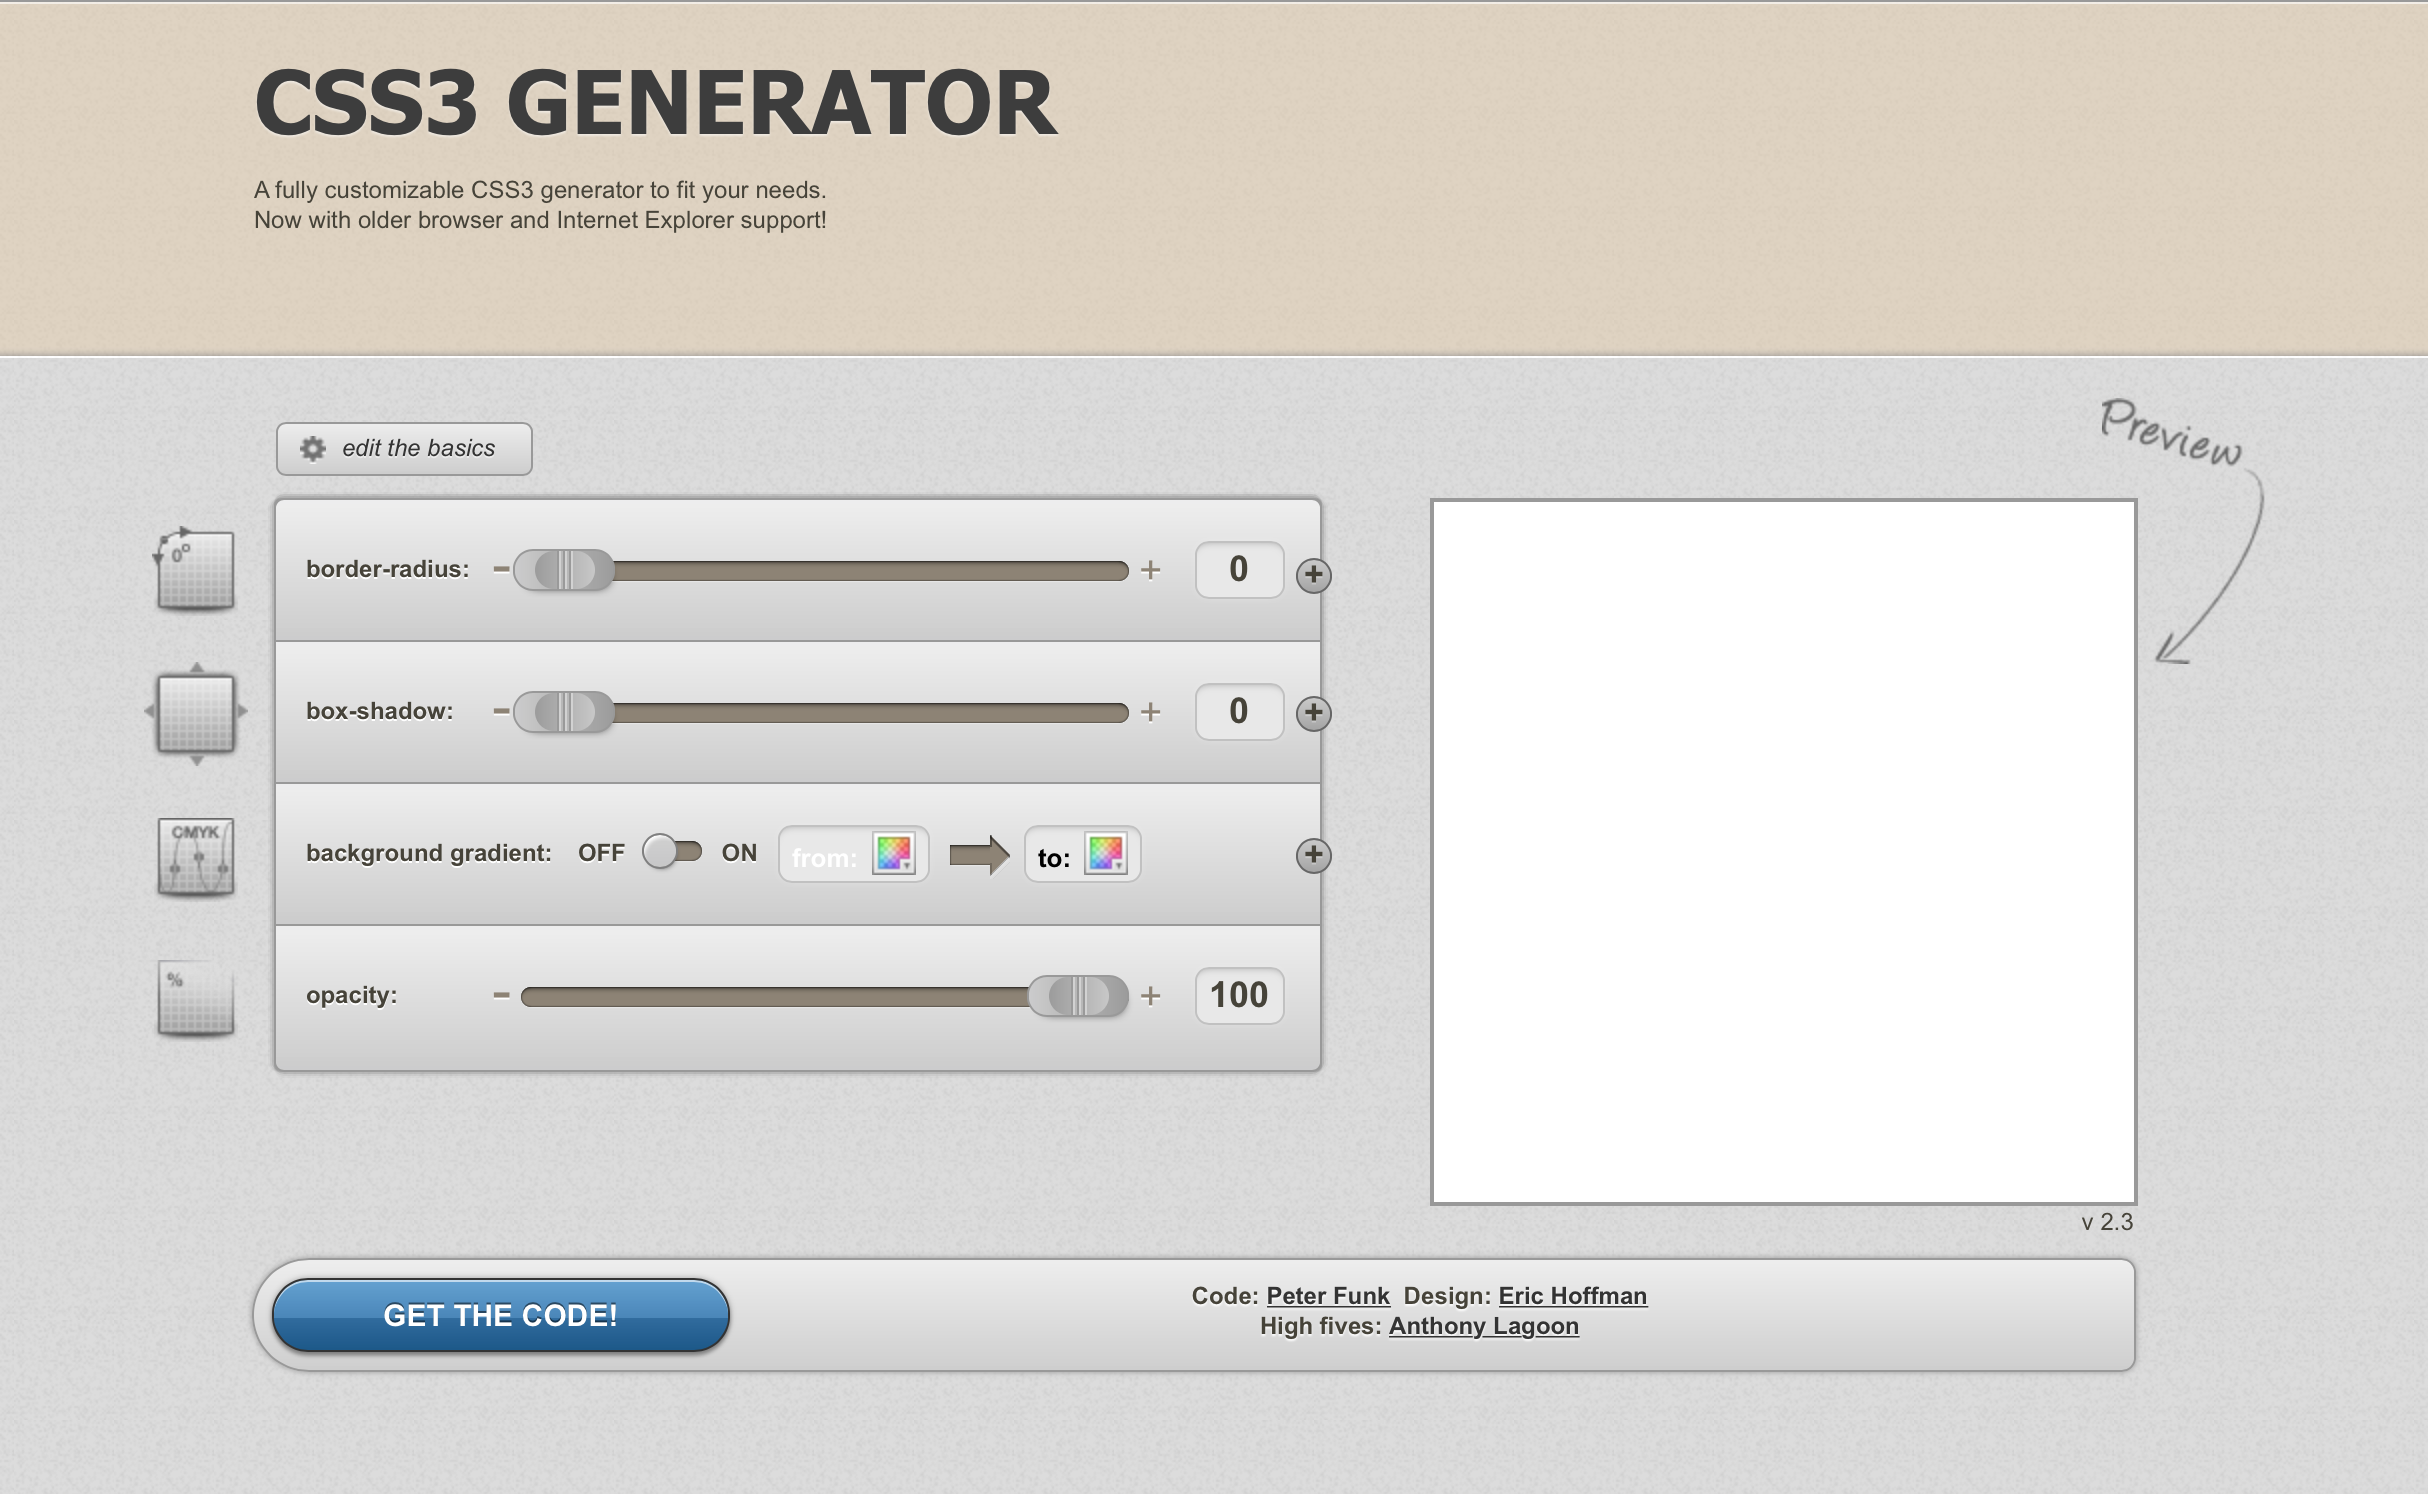 CSS3 GENERATOR
A fully customizable CSS3 generator to fit your needs.
Now with older browser and Internet Explorer support!
Preview
edit the basics
0°
border-radius: - + 0 +
box-shadow: - + 0 +
CMYK
background gradient: OFF ON from: to: +
%
opacity: - + 100
v 2.3
GET THE CODE!
Code: Peter Funk Design: Eric Hoffman
High fives: Anthony Lagoon